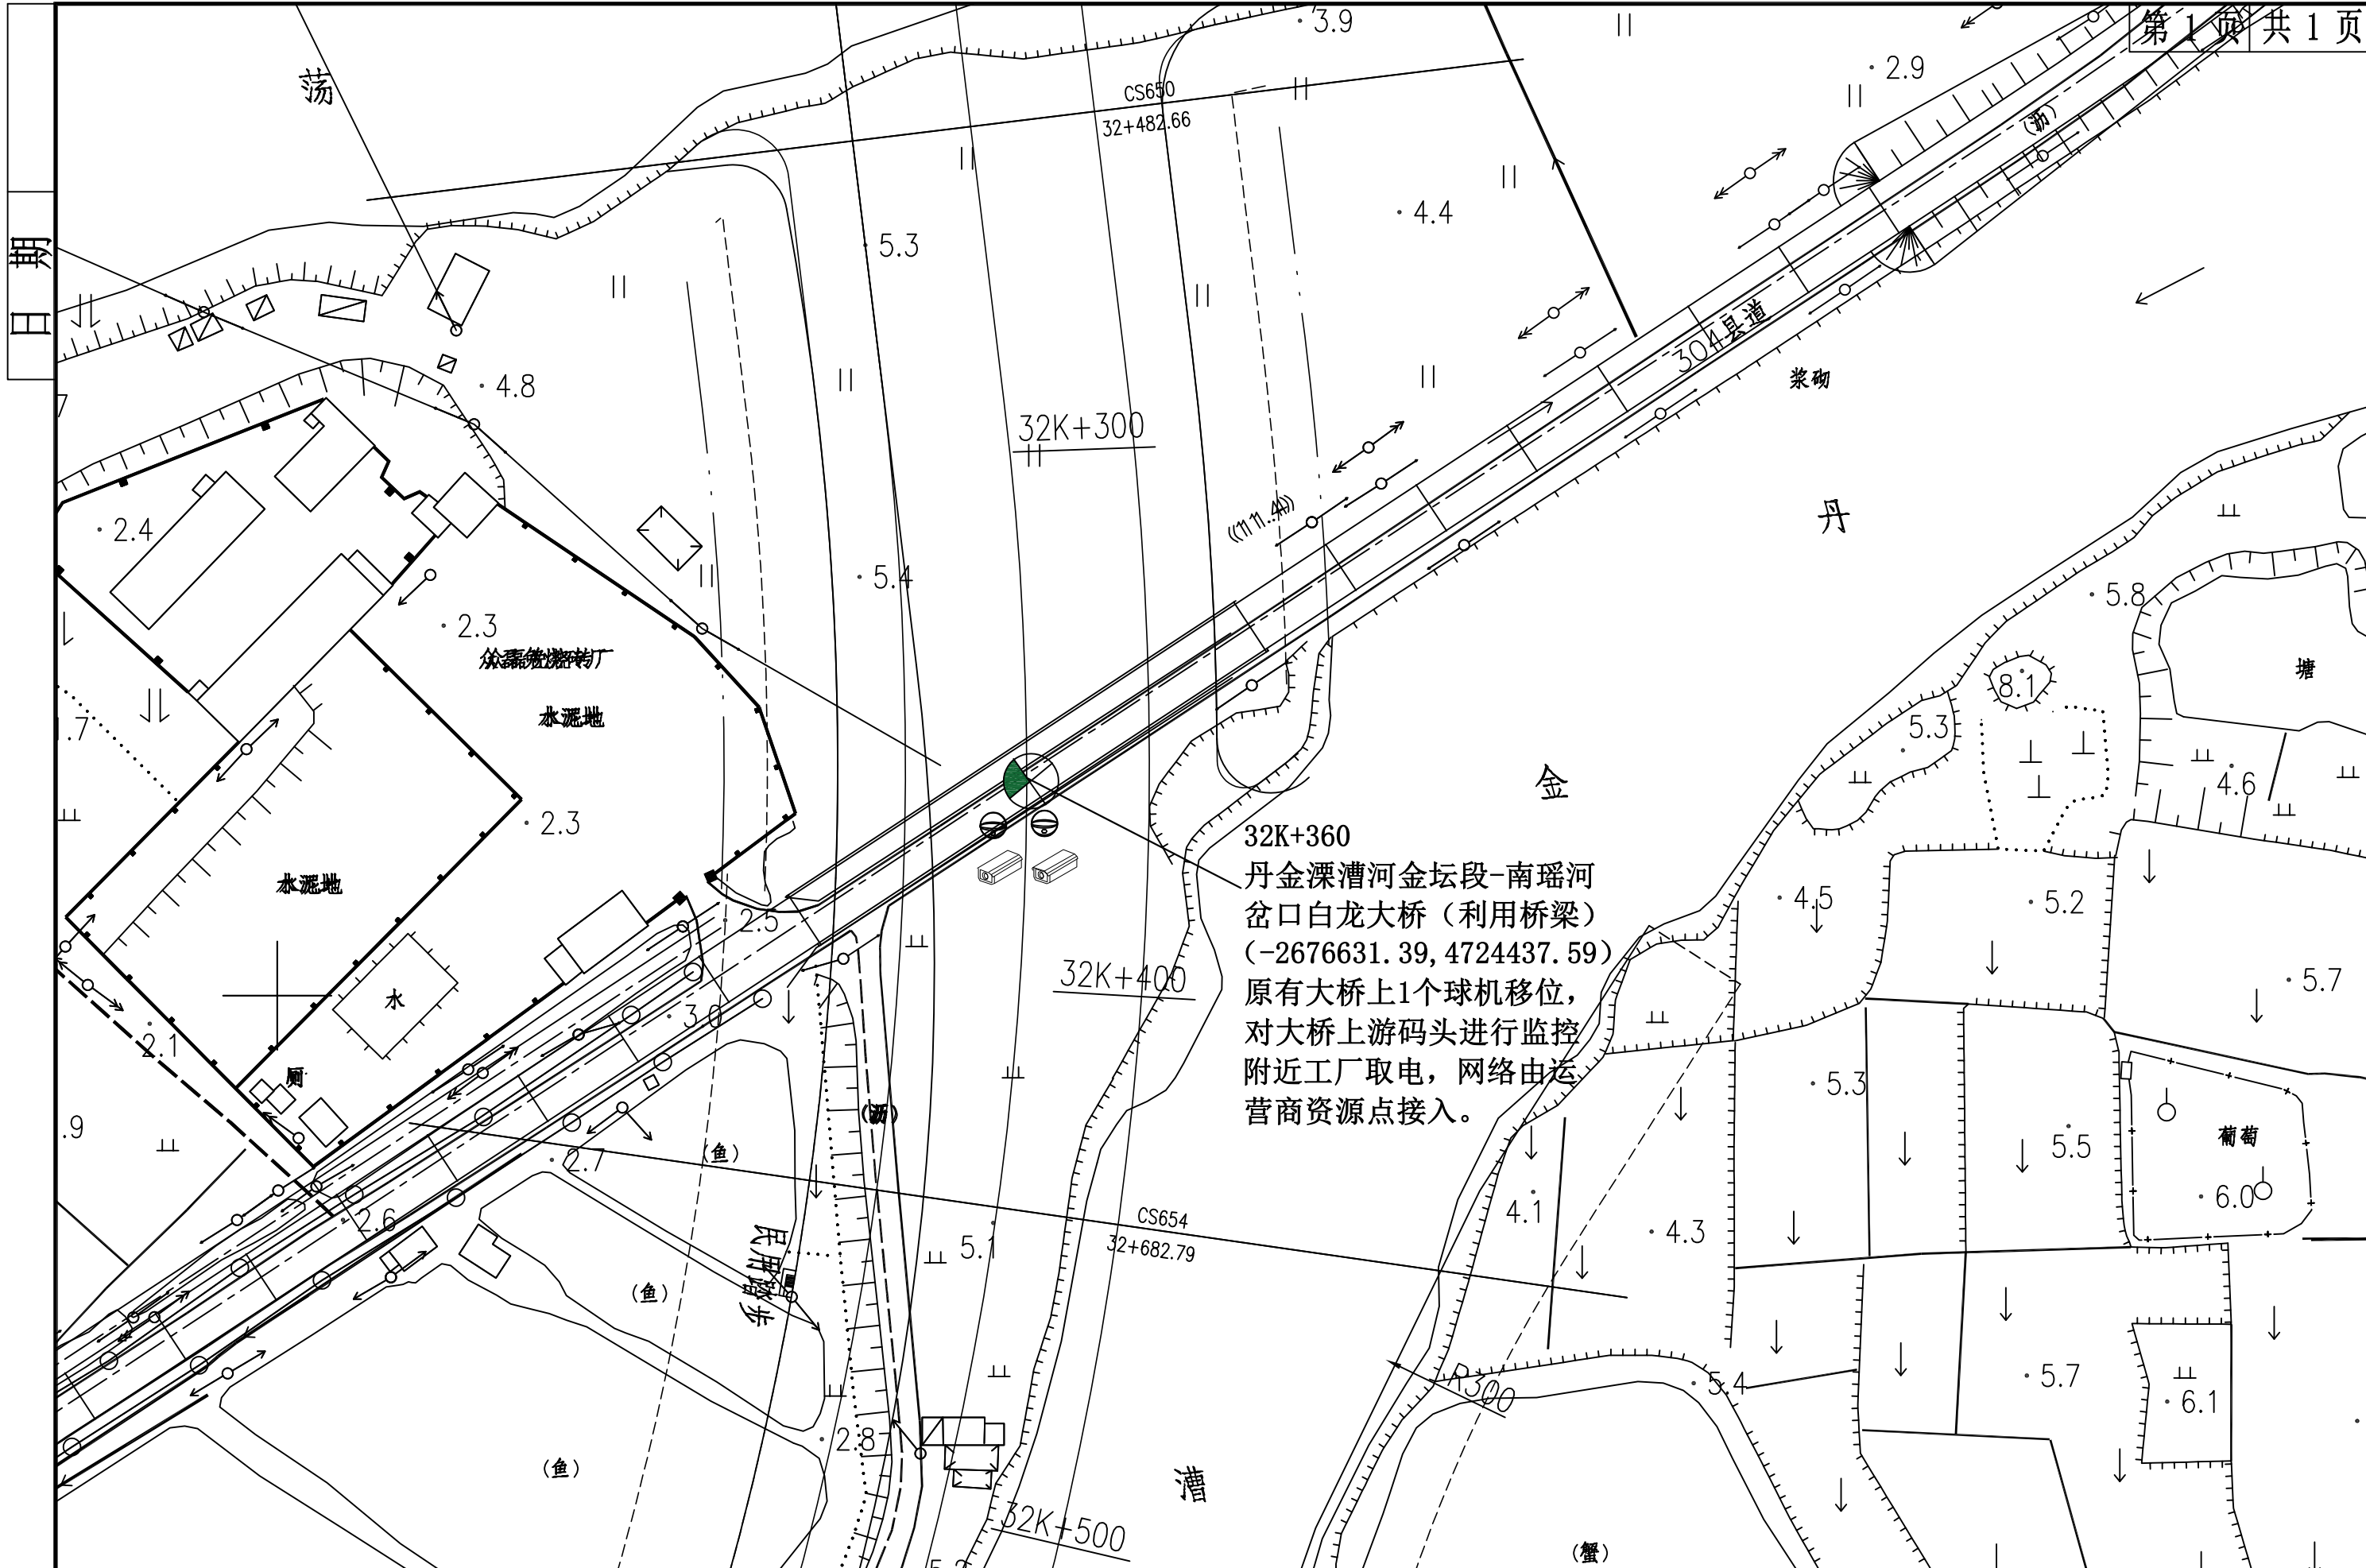 第 1 页 共 1 页
3.9
2.9
荡
CS650
32+482.66
(沥)
4.4
5.3
日 期
304县道
浆砌
4.8
32K+300
2.4
丹
5.4
5.8
2.3
塘
水泥地
8.1
5.3
.7
4.6
金
2.3
32K+360
丹金溧漕河金坛段-南瑶河
岔口白龙大桥（利用桥梁）
(-2676631.39,4724437.59)
原有大桥上1个球机移位，
对大桥上游码头进行监控
附近工厂取电，网络由运
营商资源点接入。
水泥地
4.5
5.2
2.5
32K+400
5.7
水
3.0
2.1
厕
5.3
.9
(鱼)
5.5
葡萄
2.7
6.0
4.1
CS654
32+682.79
4.3
2.6
5.1
(鱼)
R300
5.4
5.7
6.1
2.8
(鱼)
漕
32K+500
(蟹)